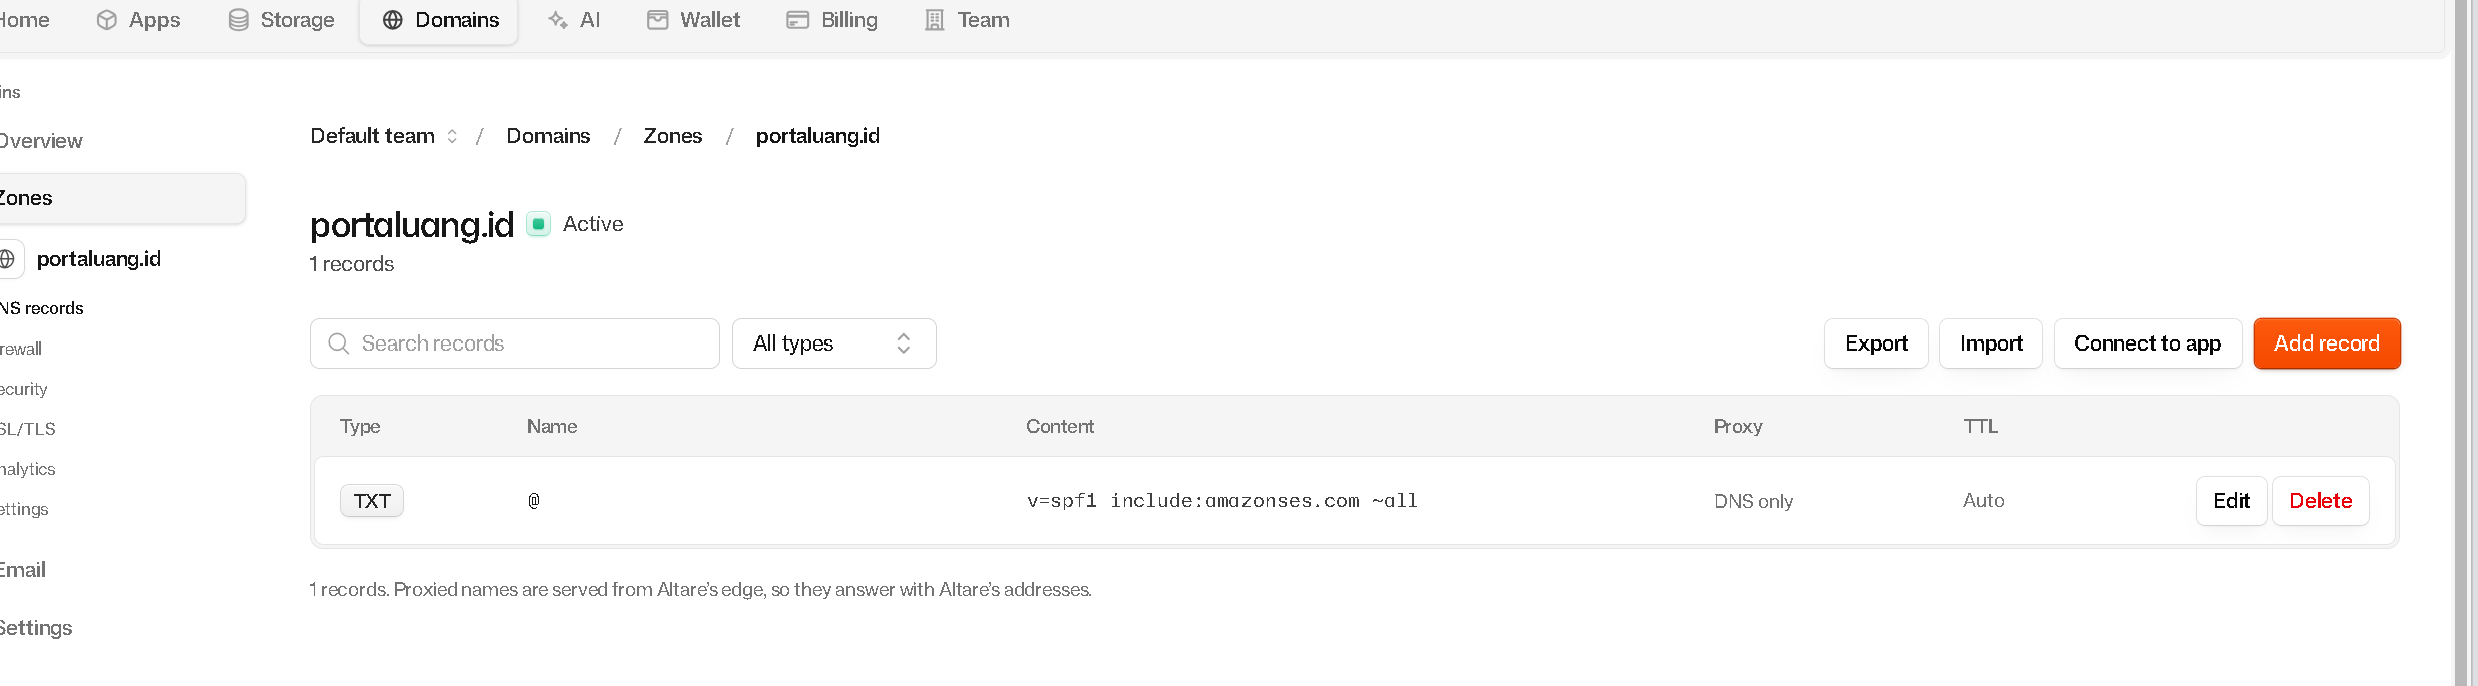 Home Apps Storage Domains AI Wallet Billing Team
ins
Overview
Zones
portaluang.id
NS records
rewall
ecurity
SL/TLS
nalytics
ettings
Email
Settings
Default team / Domains / Zones / portaluang.id
portaluang.id Active
1 records
Search records All types Export Import Connect to app Add record
Type Name Content Proxy TTL
TXT @ v=spf1 include:amazonses.com ~all DNS only Auto Edit Delete
1 records. Proxied names are served from Altare’s edge, so they answer with Altare’s addresses.